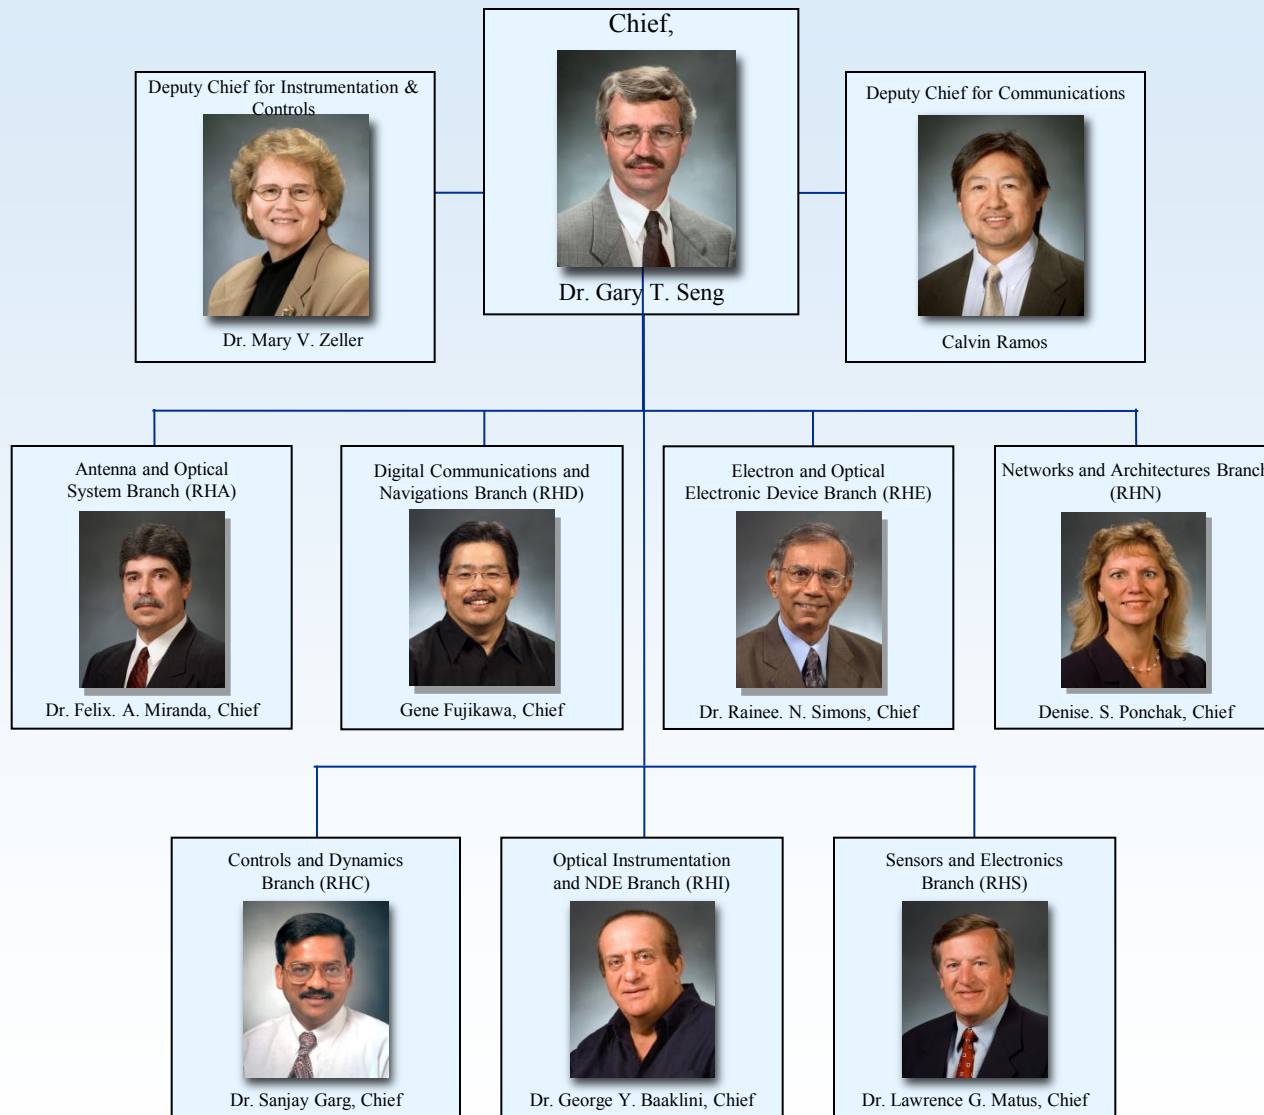 Chief,
Dr. Gary T. Seng
Deputy Chief for Instrumentation &
Controls
Dr. Mary V. Zeller
Deputy Chief for Communications
Calvin Ramos
Antenna and Optical
System Branch (RHA)
Dr. Felix. A. Miranda, Chief
Digital Communications and
Navigations Branch (RHD)
Gene Fujikawa, Chief
Electron and Optical
Electronic Device Branch (RHE)
Dr. Rainee. N. Simons, Chief
Networks and Architectures Branch
(RHN)
Denise. S. Ponchak, Chief
Controls and Dynamics
Branch (RHC)
Dr. Sanjay Garg, Chief
Optical Instrumentation
and NDE Branch (RHI)
Dr. George Y. Baaklini, Chief
Sensors and Electronics
Branch (RHS)
Dr. Lawrence G. Matus, Chief